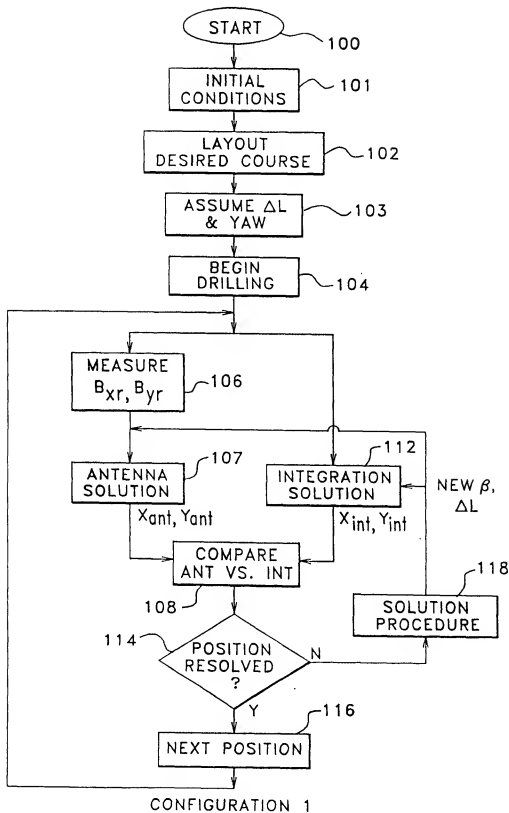 START
100
INITIAL
CONDITIONS
101
LAYOUT
DESIRED COURSE
102
ASSUME ΔL
& YAW
103
BEGIN
DRILLING
104
MEASURE
Bxr, Byr
106
ANTENNA
SOLUTION
107
INTEGRATION
SOLUTION
112
NEW β,
ΔL
Xant, Yant
Xint, Yint
COMPARE
ANT VS. INT
108
SOLUTION
PROCEDURE
118
POSITION
RESOLVED
?
114
N
Y
NEXT POSITION
116
CONFIGURATION 1